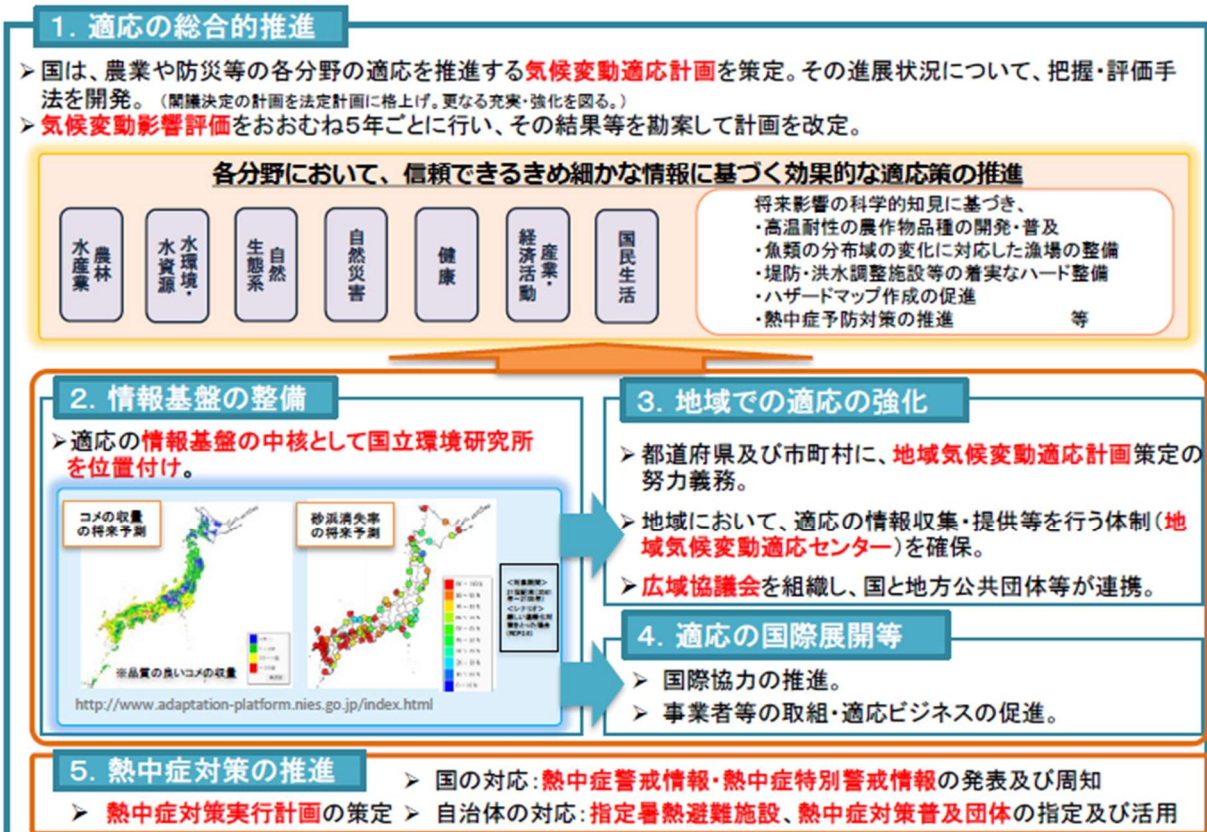 1. 適応の総合的推進
➢国は、農業や防災等の各分野の適応を推進する気候変動適応計画を策定。その進展状況について、把握・評価手
法を開発。（閣議決定の計画を法定計画に格上げ。更なる充実・強化を図る。）
➢気候変動影響評価をおおむね5年ごとに行い、その結果等を勘案して計画を改定。
各分野において、信頼できるきめ細かな情報に基づく効果的な適応策の推進
農林
水産業
水環境・
水資源
自然
生態系
自然災害
健康
産業・
経済活動
国民生活
将来影響の科学的知見に基づき、
・高温耐性の農作物品種の開発・普及
・魚類の分布域の変化に対応した漁場の整備
・堤防・洪水調整施設等の着実なハード整備
・ハザードマップ作成の促進
・熱中症予防対策の推進 等
2. 情報基盤の整備
➢適応の情報基盤の中核として国立環境研究所
を位置付け。
コメの収量
の将来予測
砂浜消失率
の将来予測
※品質の良いコメの収量
http://www.adaptation-platform.nies.go.jp/index.html
3. 地域での適応の強化
➢都道府県及び市町村に、地域気候変動適応計画策定の
努力義務。
➢地域において、適応の情報収集・提供等を行う体制（地
域気候変動適応センター）を確保。
➢広域協議会を組織し、国と地方公共団体等が連携。
4. 適応の国際展開等
➢ 国際協力の推進。
➢ 事業者等の取組・適応ビジネスの促進。
5. 熱中症対策の推進
➢ 熱中症対策実行計画の策定
➢ 国の対応：熱中症警戒情報・熱中症特別警戒情報の発表及び周知
➢ 自治体の対応：指定暑熱避難施設、熱中症対策普及団体の指定及び活用